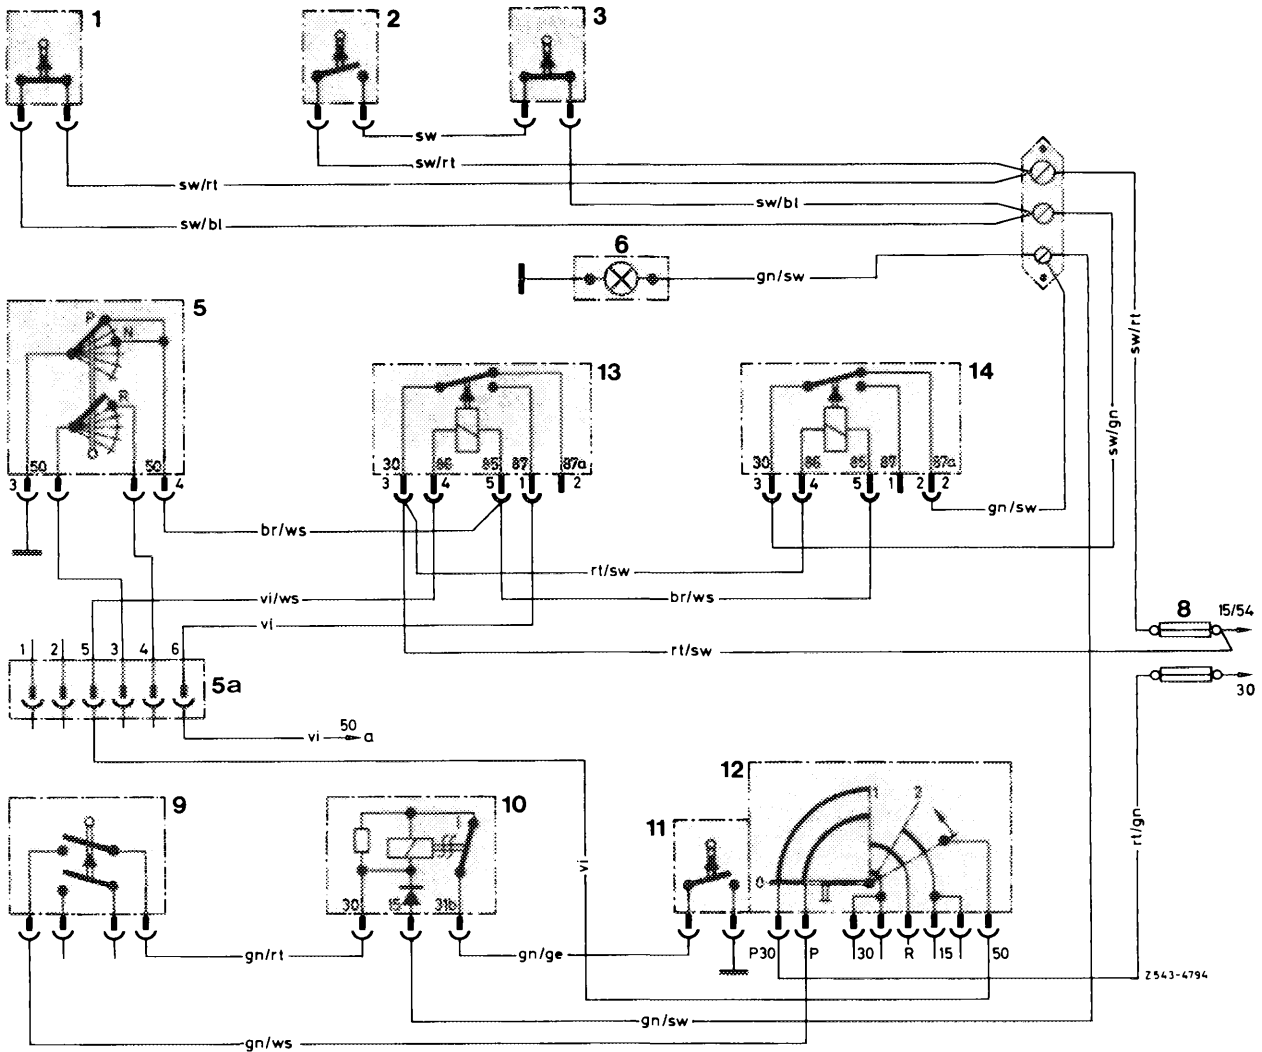 1
2
3
sw
sw/rt
sw/rt
sw/bl
sw/bl
6
gn/sw
5
P
N
R
50
50
3
4
13
30
86
85
87
87a
3
4
5
1
2
14
30
86
85
87
87a
3
4
5
1
2
2
gn/sw
sw/rt
sw/gn
br/ws
rt/sw
vi/ws
br/ws
vi
rt/sw
8
15/54
30
1
2
5
3
4
6
5a
vi
50
a
9
10
30
15
31b
11
12
0
1
2
vi
rt/gn
gn/rt
gn/ge
P30
P
30
R
15
50
Z543-4794
gn/sw
gn/ws